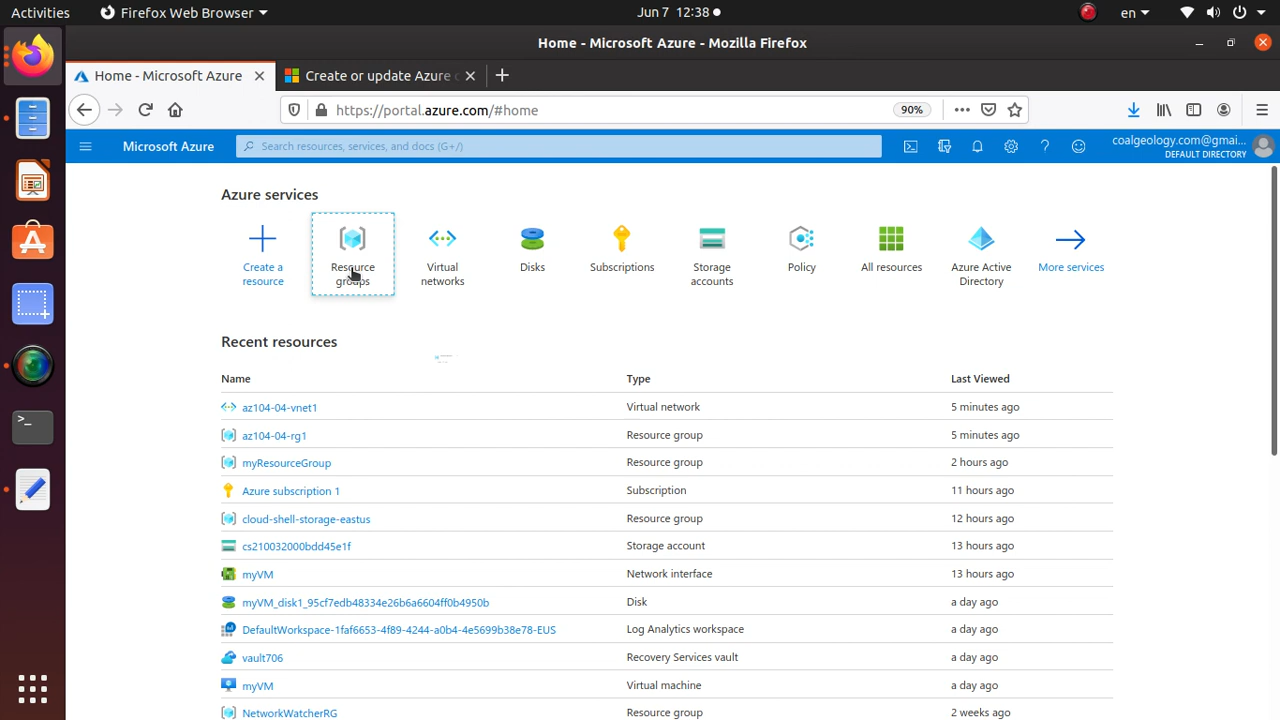 Activities
Firefox Web Browser
Jun 7 12:38
en
Home - Microsoft Azure - Mozilla Firefox
Home - Microsoft Azure
Create or update Azure c
https://portal.azure.com/#home
90%
Microsoft Azure
Search resources, services, and docs (G+/)
coalgeology.com@gmai...
DEFAULT DIRECTORY
Azure services
Create a resource
Resource groups
Virtual networks
Disks
Subscriptions
Storage accounts
Policy
All resources
Azure Active Directory
More services
Recent resources
Name Type Last Viewed
az104-04-vnet1 Virtual network 5 minutes ago
az104-04-rg1 Resource group 5 minutes ago
myResourceGroup Resource group 2 hours ago
Azure subscription 1 Subscription 11 hours ago
cloud-shell-storage-eastus Resource group 12 hours ago
cs210032000bdd45e1f Storage account 13 hours ago
myVM Network interface 13 hours ago
myVM_disk1_95cf7edb48334e26b6a6604ff0b4950b Disk a day ago
DefaultWorkspace-1faf6653-4f89-4244-a0b4-4e5699b38e78-EUS Log Analytics workspace a day ago
vault706 Recovery Services vault a day ago
myVM Virtual machine a day ago
NetworkWatcherRG Resource group 2 weeks ago